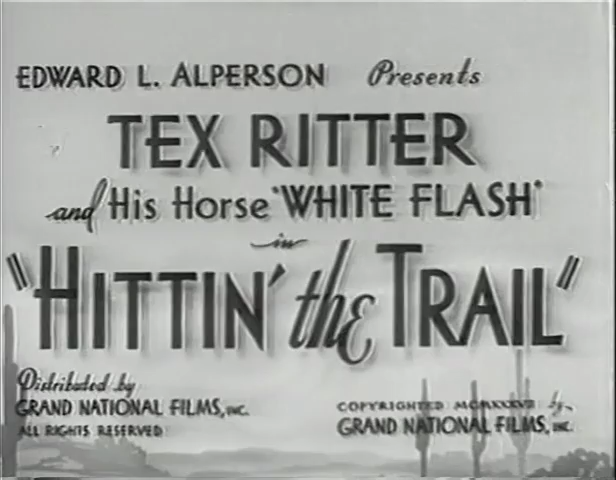 EDWARD L. ALPERSON Presents
TEX RITTER
and His Horse "WHITE FLASH"
in
"HITTIN' the TRAIL"
Distributed by
GRAND NATIONAL FILMS, INC.
ALL RIGHTS RESERVED
COPYRIGHTED MCMXXXVII by
GRAND NATIONAL FILMS, INC.